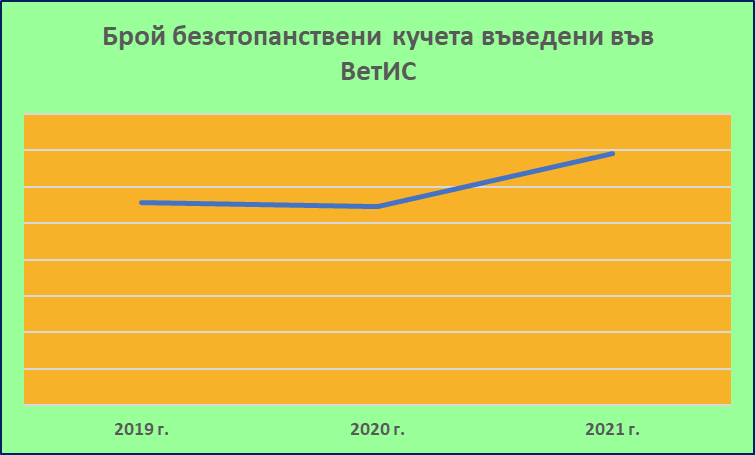 Брой безстопанствени кучета въведени във
ВетИС
2019 г.
2020 г.
2021 г.